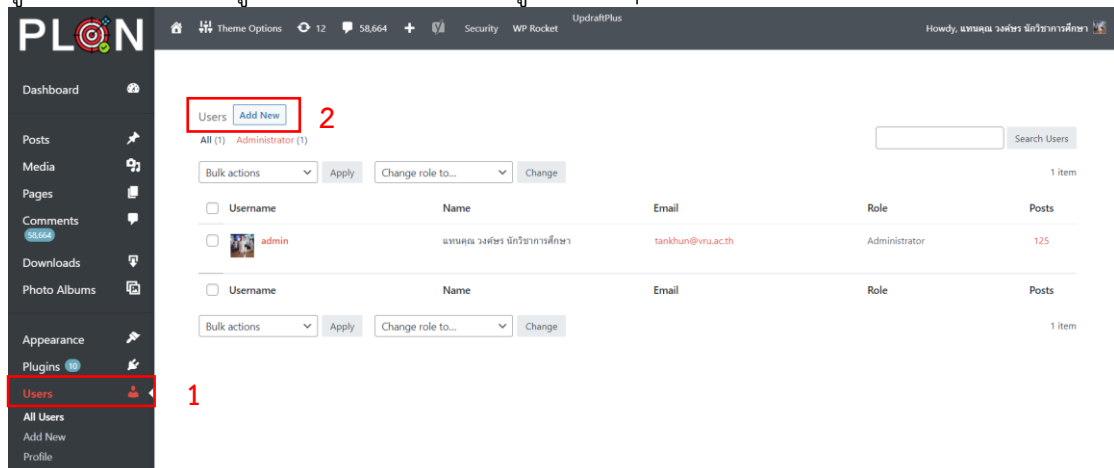 PLAN
Theme Options 12 58,664 + Security WP Rocket UpdraftPlus
Howdy, แทนคุณ วงค์ษร นักวิชาการศึกษา
Dashboard
Posts
Media
Pages
Comments
58,664
Downloads
Photo Albums
Appearance
Plugins 10
Users
All Users
Add New
Profile
1
Users Add New 2
All (1) Administrator (1)
Search Users
Bulk actions Apply Change role to... Change 1 item
Username Name Email Role Posts
admin แทนคุณ วงค์ษร นักวิชาการศึกษา tankhun@vru.ac.th Administrator 125
Username Name Email Role Posts
Bulk actions Apply Change role to... Change 1 item